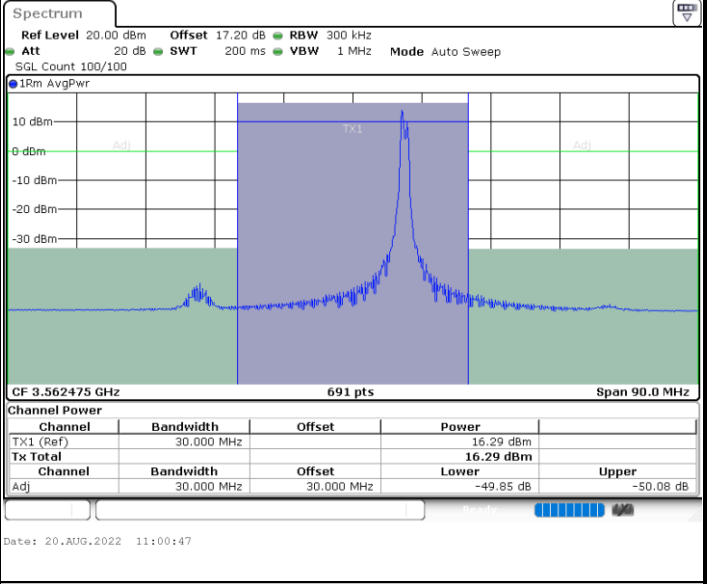 Spectrum
Ref Level 20.00 dBm Offset 17.20 dB RBW 300 kHz
Att 20 dB SWT 200 ms VBW 1 MHz Mode Auto Sweep
SGL Count 100/100
1Rm AvgPwr
10 dBm
TX1
Adj
Adj
0 dBm
-10 dBm
-20 dBm
-30 dBm
CF 3.562475 GHz 691 pts Span 90.0 MHz
Channel Power
Channel Bandwidth Offset Power
TX1 (Ref) 30.000 MHz 16.29 dBm
Tx Total 16.29 dBm
Channel Bandwidth Offset Lower Upper
Adj 30.000 MHz 30.000 MHz -49.85 dB -50.08 dB
Ready
Date: 20.AUG.2022 11:00:47